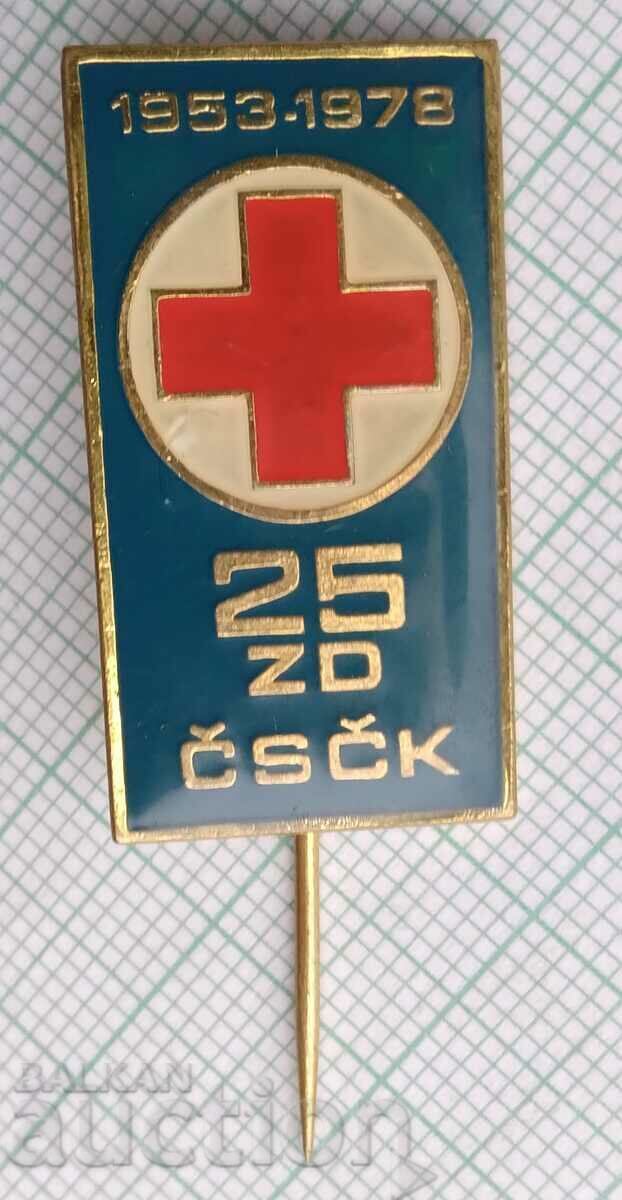 1953-1978
25
ZD
ČSČK
BALKAN
auction